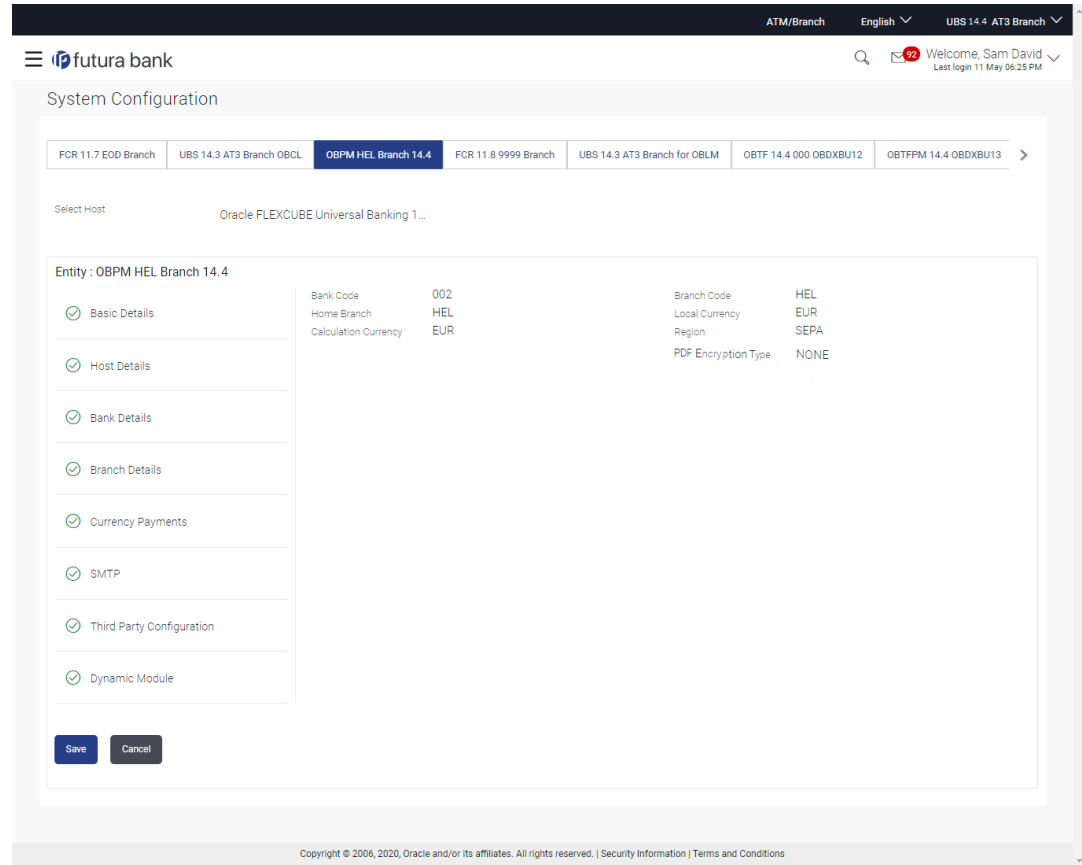 ATM/Branch English UBS 14.4 AT3 Branch
futura bank 92 Welcome, Sam David
Last login 11 May 06:25 PM
System Configuration
FCR 11.7 EOD Branch UBS 14.3 AT3 Branch OBCL OBPM HEL Branch 14.4 FCR 11.8 9999 Branch UBS 14.3 AT3 Branch for OBLM OBTF 14.4 000 OBDXBU12 OBTFPM 14.4 OBDXBU13
Select Host Oracle FLEXCUBE Universal Banking 1...
Entity : OBPM HEL Branch 14.4
Basic Details
Host Details
Bank Details
Branch Details
Currency Payments
SMTP
Third Party Configuration
Dynamic Module
Bank Code 002 Branch Code HEL
Home Branch HEL Local Currency EUR
Calculation Currency EUR Region SEPA
PDF Encryption Type NONE
Save Cancel
Copyright © 2006, 2020, Oracle and/or its affiliates. All rights reserved. | Security Information | Terms and Conditions